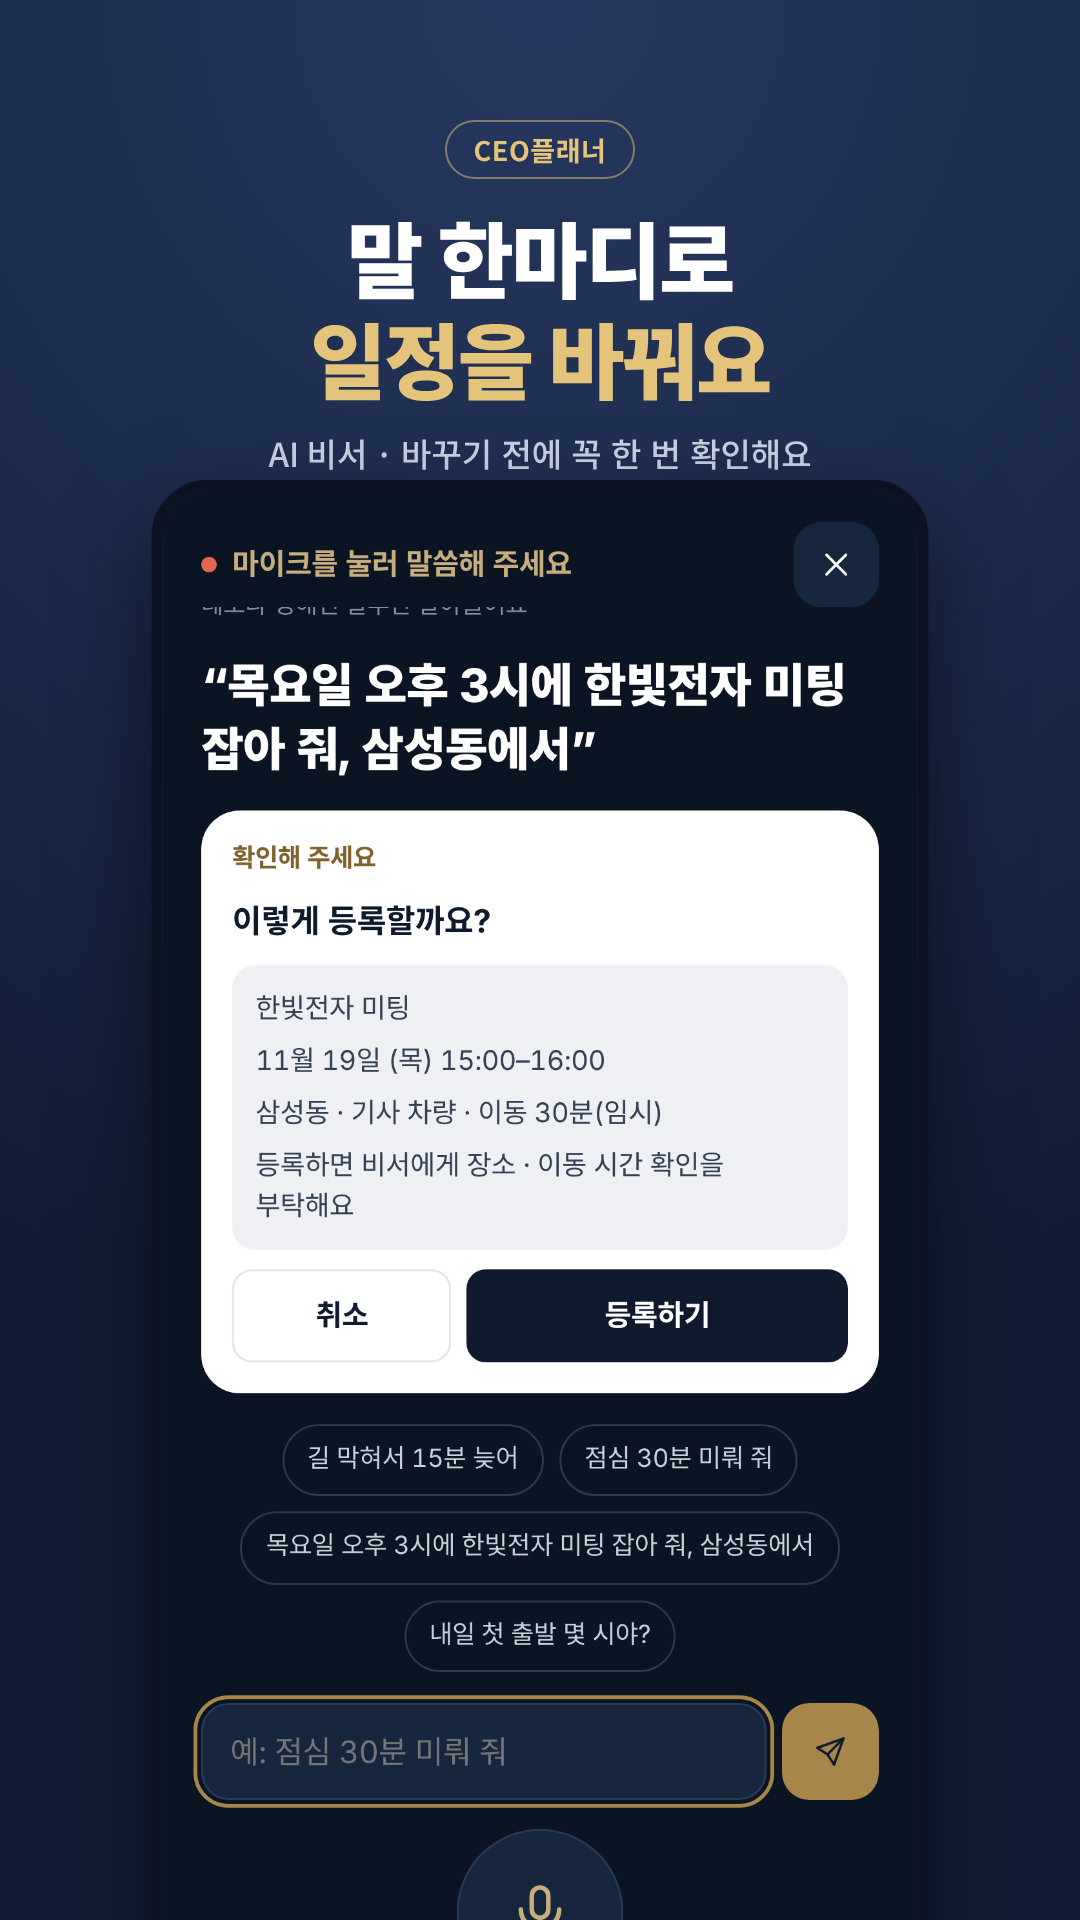 CEO플래너
말 한마디로
일정을 바꿔요
AI 비서 · 바꾸기 전에 꼭 한 번 확인해요
마이크를 눌러 말씀해 주세요
“목요일 오후 3시에 한빛전자 미팅
잡아 줘, 삼성동에서”
확인해 주세요
이렇게 등록할까요?
한빛전자 미팅
11월 19일 (목) 15:00–16:00
삼성동 · 기사 차량 · 이동 30분(임시)
등록하면 비서에게 장소 · 이동 시간 확인을
부탁해요
취소
등록하기
길 막혀서 15분 늦어
점심 30분 미뤄 줘
목요일 오후 3시에 한빛전자 미팅 잡아 줘, 삼성동에서
내일 첫 출발 몇 시야?
예: 점심 30분 미뤄 줘